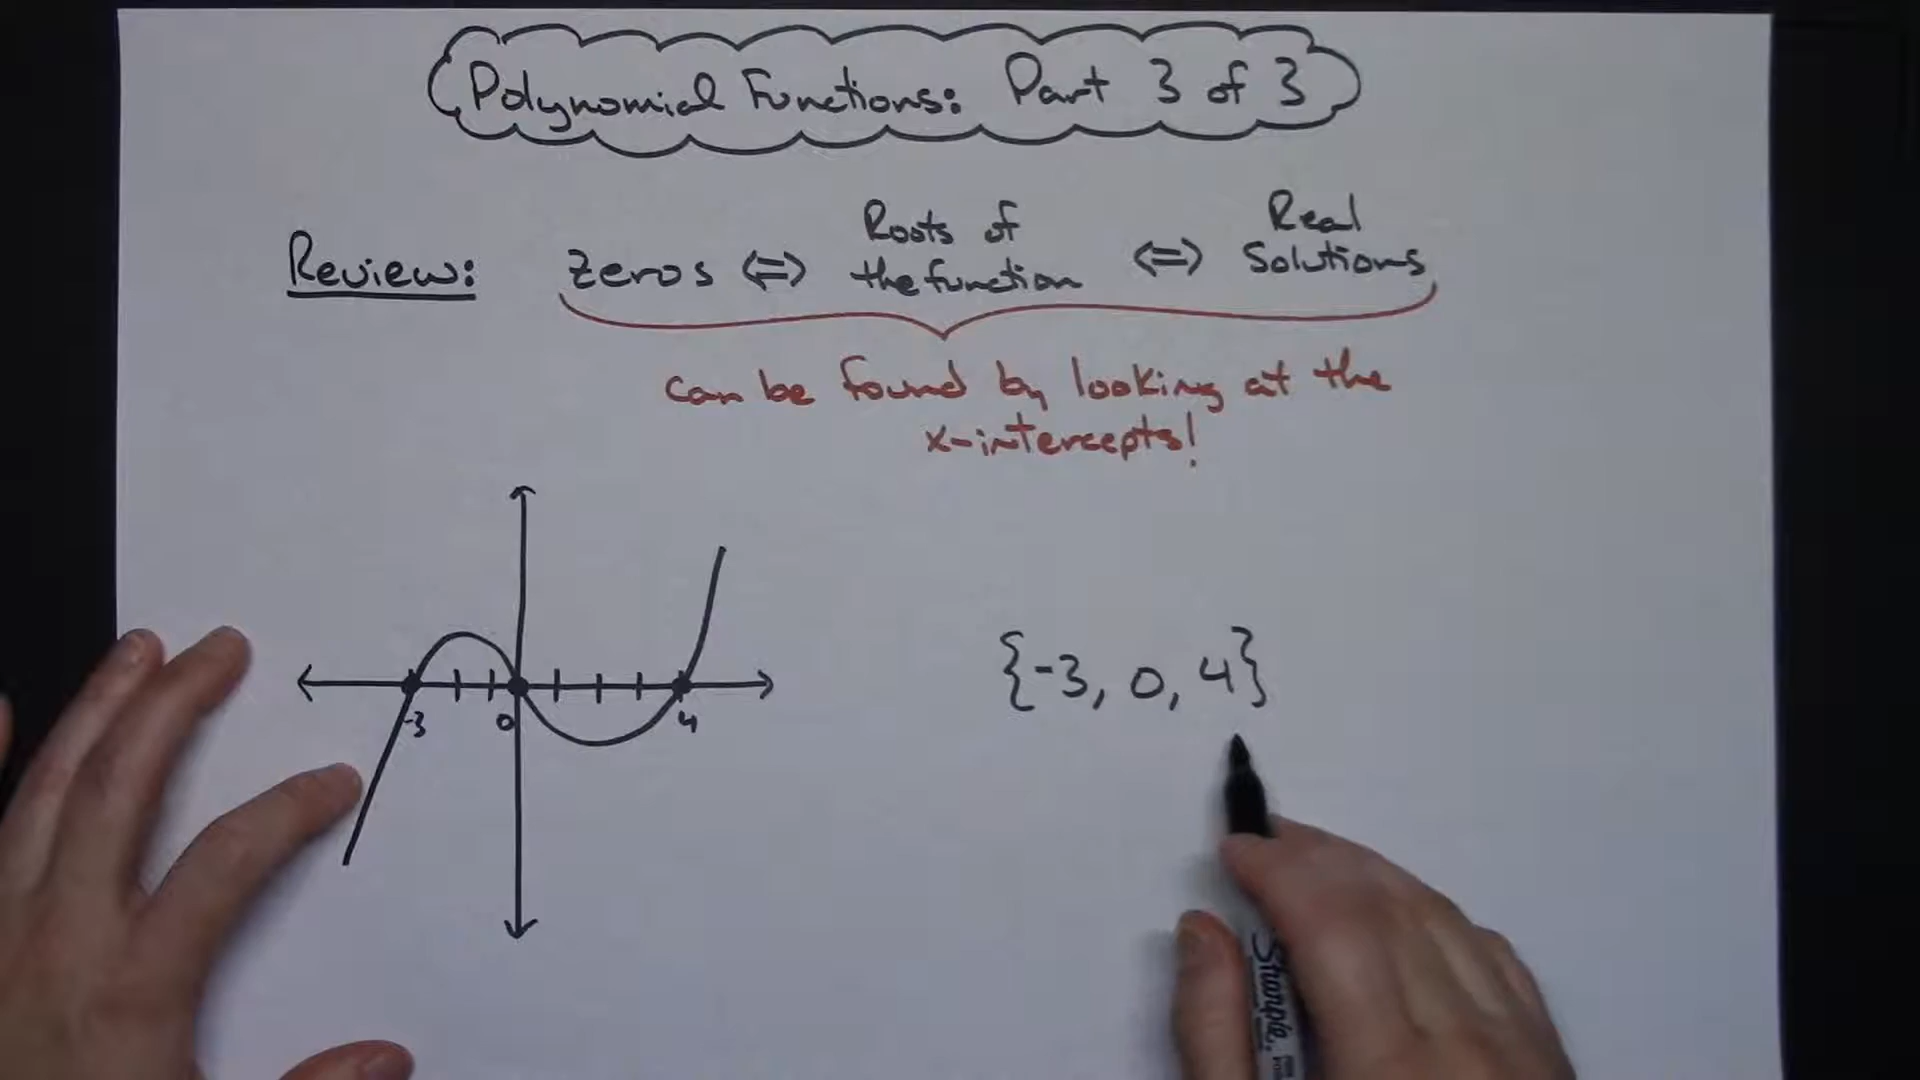 Polynomial Functions: Part 3 of 3
Review: zeros <=> Roots of the function <=> Real Solutions
can be found by looking at the
x-intercepts!
-3 0 4
{-3, 0, 4}
Sharpie